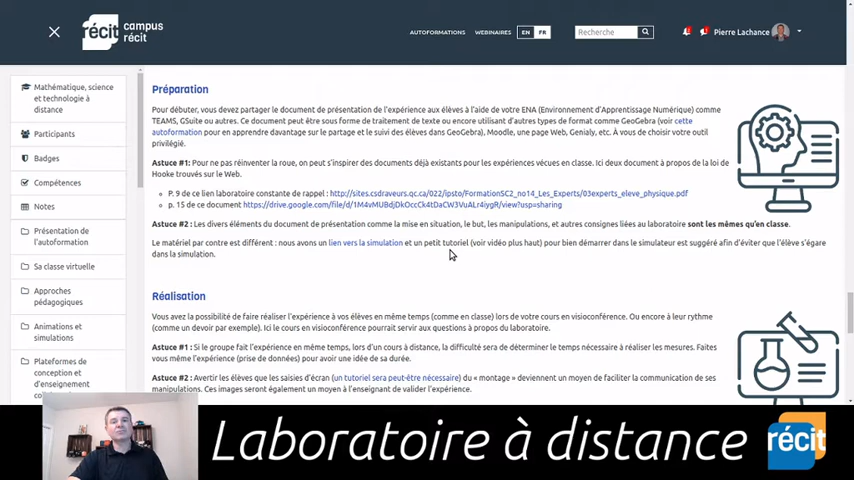 récit
campus
récit
AUTOFORMATIONS WEBINAIRES EN FR
Recherche
Pierre Lachance
Mathématique, science
et technologie à
distance
Participants
Badges
Compétences
Notes
Présentation de
l'autoformation
Sa classe virtuelle
Approches
pédagogiques
Animations et
simulations
Plateformes de
conception et
d'enseignement
Préparation
Pour débuter, vous devez partager le document de présentation de l'expérience aux élèves à l'aide de votre ENA (Environnement d'Apprentissage Numérique) comme
TEAMS, GSuite ou autres. Ce document peut être sous forme de traitement de texte ou encore utilisant d'autres types de format comme GeoGebra (voir cette
autoformation pour en apprendre davantage sur le partage et le suivi des élèves dans GeoGebra), Moodle, une page Web, Genialy, etc. À vous de choisir votre outil
privilégié.
Astuce #1: Pour ne pas réinventer la roue, on peut s'inspirer des documents déjà existants pour les expériences vécues en classe. Ici deux document à propos de la loi de
Hooke trouvés sur le Web.
P. 9 de ce lien laboratoire constante de rappel : http://sites.csdraveurs.qc.ca/022/ipsto/FormationSC2_no14_Les_Experts/03experts_eleve_physique.pdf
p. 15 de ce document https://drive.google.com/file/d/1M4vMUBdjDkOccCk4tDaCW3VuALr4iygR/view?usp=sharing
Astuce #2 : Les divers éléments du document de présentation comme la mise en situation, le but, les manipulations, et autres consignes liées au laboratoire sont les mêmes qu'en classe.
Le matériel par contre est différent : nous avons un lien vers la simulation et un petit tutoriel (voir vidéo plus haut) pour bien démarrer dans le simulateur est suggéré afin d'éviter que l'élève s'égare
dans la simulation.
Réalisation
Vous avez la possibilité de faire réaliser l'expérience à vos élèves en même temps (comme en classe) lors de votre cours en visioconférence. Ou encore à leur rythme
(comme un devoir par exemple). Ici le cours en visioconférence pourrait servir aux questions à propos du laboratoire.
Astuce #1 : Si le groupe fait l'expérience en même temps, lors d'un cours à distance, la difficulté sera de déterminer le temps nécessaire à réaliser les mesures. Faites
vous même l'expérience (prise de données) pour avoir une idée de sa durée.
Astuce #2 : Avertir les élèves que les saisies d'écran (un tutoriel sera peut-être nécessaire) du « montage » deviennent un moyen de faciliter la communication de ses
manipulations. Ces images seront également un moyen à l'enseignant de valider l'expérience.
Laboratoire à distance
récit